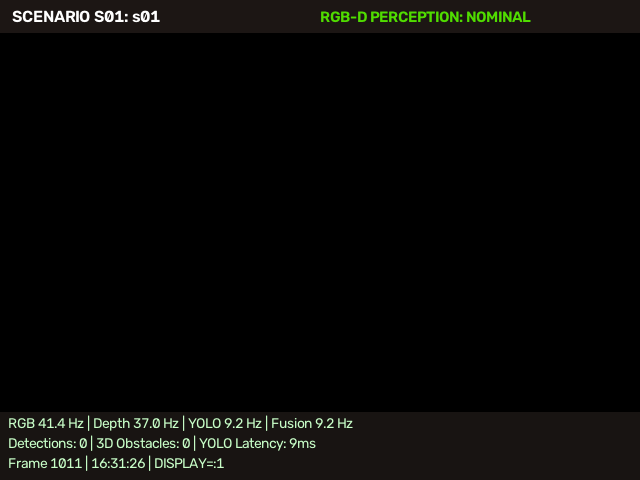 SCENARIO S01: s01
RGB-D PERCEPTION: NOMINAL
RGB 41.4 Hz | Depth 37.0 Hz | YOLO 9.2 Hz | Fusion 9.2 Hz
Detections: 0 | 3D Obstacles: 0 | YOLO Latency: 9ms
Frame 1011 | 16:31:26 | DISPLAY=:1